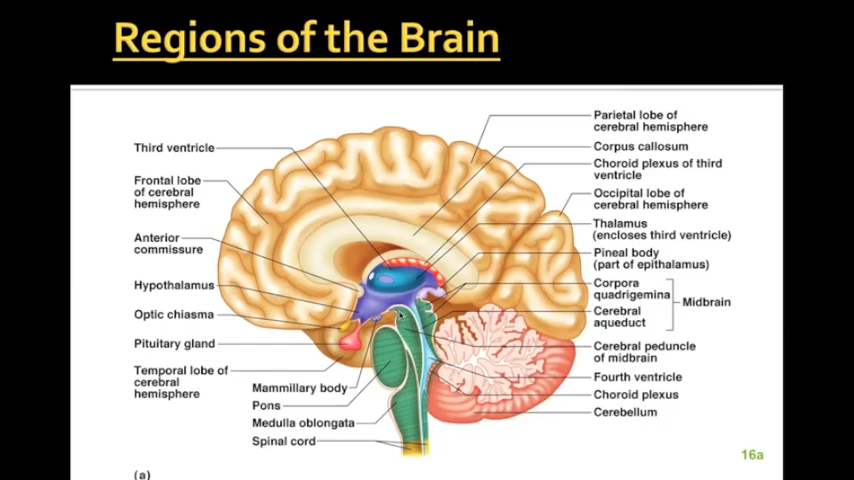 Regions of the Brain
Third ventricle
Frontal lobe
of cerebral
hemisphere
Anterior
commissure
Hypothalamus
Optic chiasma
Pituitary gland
Temporal lobe of
cerebral
hemisphere
Mammillary body
Pons
Medulla oblongata
Spinal cord
(a)
Parietal lobe of
cerebral hemisphere
Corpus callosum
Choroid plexus of third
ventricle
Occipital lobe of
cerebral hemisphere
Thalamus
(encloses third ventricle)
Pineal body
(part of epithalamus)
Corpora
quadrigemina
Midbrain
Cerebral
aqueduct
Cerebral peduncle
of midbrain
Fourth ventricle
Choroid plexus
Cerebellum
16a